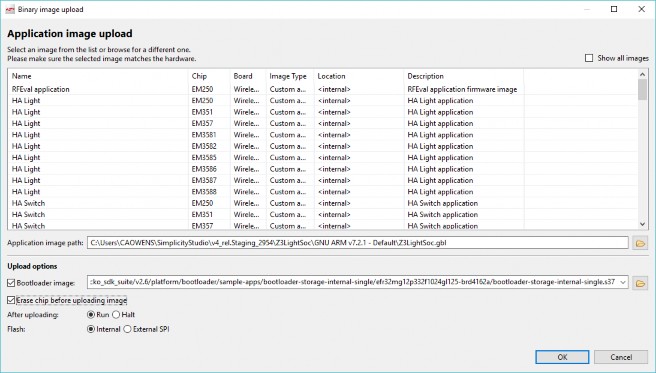 Binary image upload
Application image upload
Select an image from the list or browse for a different one.
Please make sure the selected image matches the hardware.
Show all images
Name Chip Board Image Type Location Description
RFEval application EM250 Wirele... Custom a... <internal> RFEval application firmware image
HA Light EM250 Wirele... Custom a... <internal> HA Light application
HA Light EM351 Wirele... Custom a... <internal> HA Light application
HA Light EM357 Wirele... Custom a... <internal> HA Light application
HA Light EM3581 Wirele... Custom a... <internal> HA Light application
HA Light EM3582 Wirele... Custom a... <internal> HA Light application
HA Light EM3585 Wirele... Custom a... <internal> HA Light application
HA Light EM3586 Wirele... Custom a... <internal> HA Light application
HA Light EM3587 Wirele... Custom a... <internal> HA Light application
HA Light EM3588 Wirele... Custom a... <internal> HA Light application
HA Switch EM250 Wirele... Custom a... <internal> HA Switch application
HA Switch EM351 Wirele... Custom a... <internal> HA Switch application
HA Switch EM357 Wirele... Custom a... <internal> HA Switch application
Application image path: C:\Users\CAOWENS\SimplicityStudio\v4_rel.Staging_2954\Z3LightSoc\GNU ARM v7.2.1 - Default\Z3LightSoc.gbl
Upload options
Bootloader image: :ko_sdk_suite/v2.6/platform/bootloader/sample-apps/bootloader-storage-internal-single/efr32mg12p332f1024gl125-brd4162a/bootloader-storage-internal-single.s37
Erase chip before uploading image
After uploading: Run Halt
Flash: Internal External SPI
OK Cancel